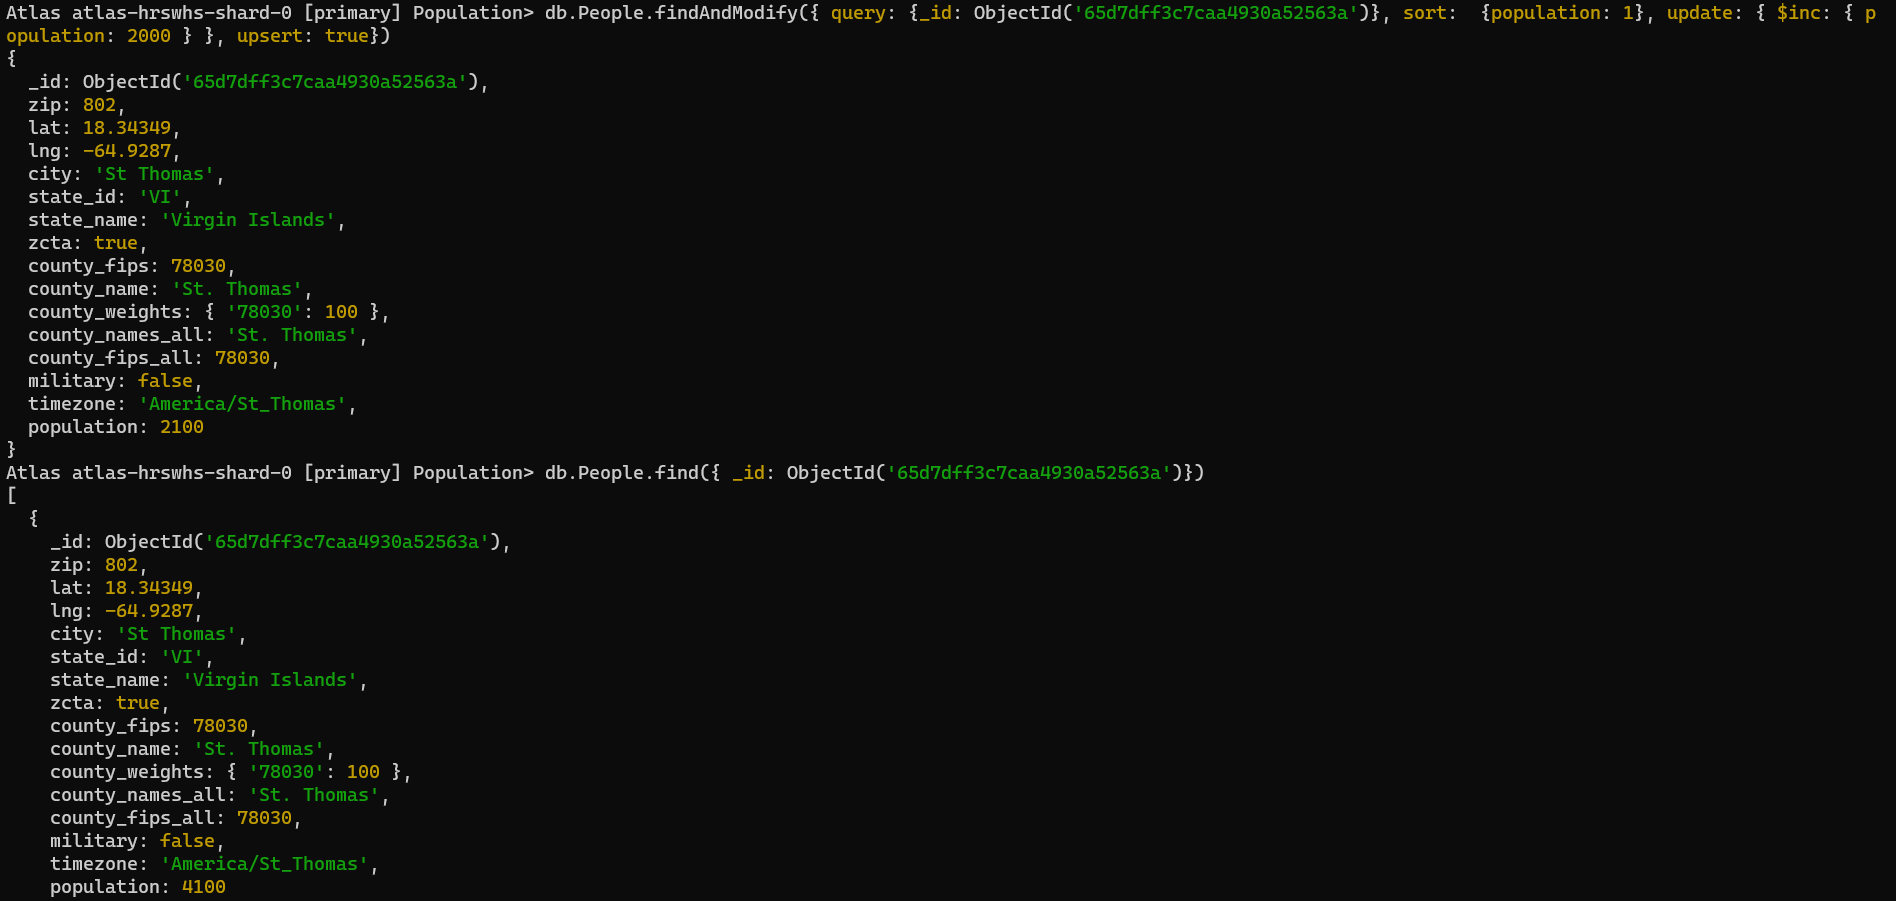 Atlas atlas-hrswhs-shard-0 [primary] Population> db.People.findAndModify({ query: {_id: ObjectId('65d7dff3c7caa4930a52563a')}, sort:  {population: 1}, update: { $inc: { p
opulation: 2000 } }, upsert: true})
{
  _id: ObjectId('65d7dff3c7caa4930a52563a'),
  zip: 802,
  lat: 18.34349,
  lng: -64.9287,
  city: 'St Thomas',
  state_id: 'VI',
  state_name: 'Virgin Islands',
  zcta: true,
  county_fips: 78030,
  county_name: 'St. Thomas',
  county_weights: { '78030': 100 },
  county_names_all: 'St. Thomas',
  county_fips_all: 78030,
  military: false,
  timezone: 'America/St_Thomas',
  population: 2100
}
Atlas atlas-hrswhs-shard-0 [primary] Population> db.People.find({ _id: ObjectId('65d7dff3c7caa4930a52563a')})
[
  {
    _id: ObjectId('65d7dff3c7caa4930a52563a'),
    zip: 802,
    lat: 18.34349,
    lng: -64.9287,
    city: 'St Thomas',
    state_id: 'VI',
    state_name: 'Virgin Islands',
    zcta: true,
    county_fips: 78030,
    county_name: 'St. Thomas',
    county_weights: { '78030': 100 },
    county_names_all: 'St. Thomas',
    county_fips_all: 78030,
    military: false,
    timezone: 'America/St_Thomas',
    population: 4100